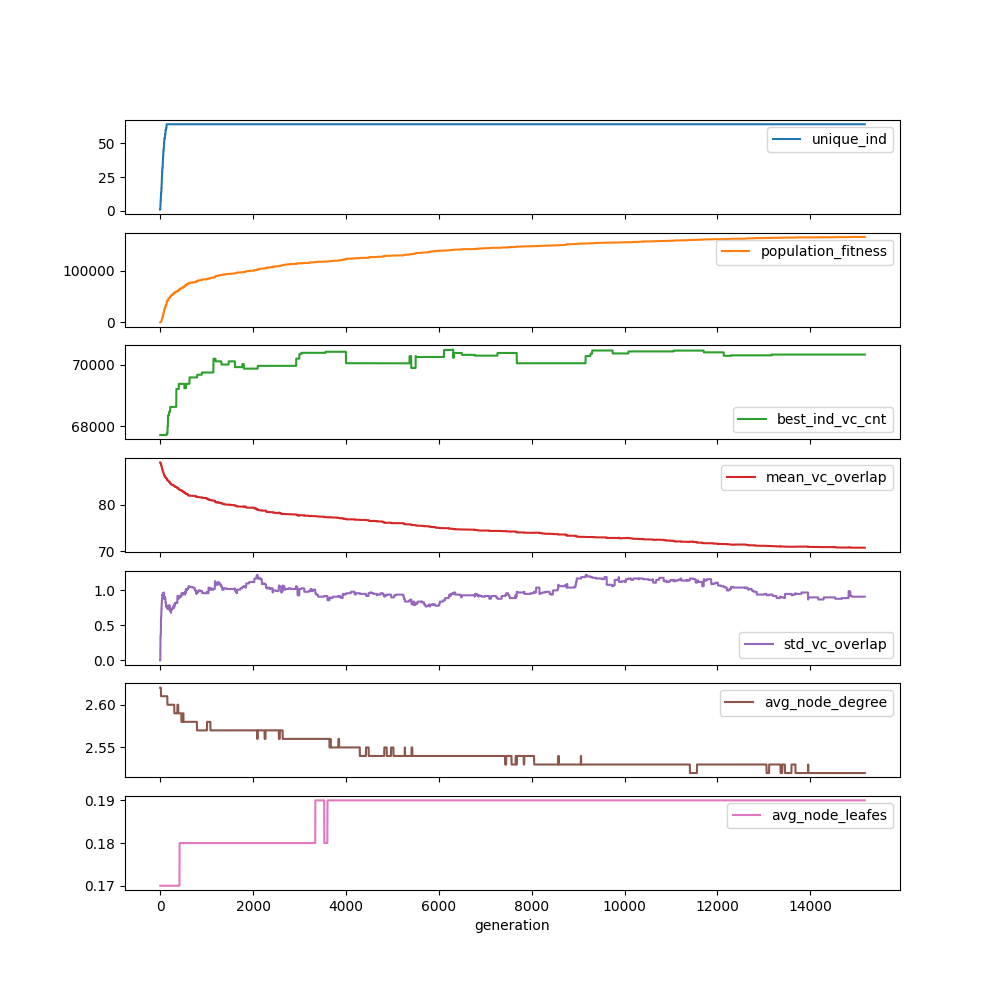 50
25
0
unique_ind
100000
0
population_fitness
70000
68000
best_ind_vc_cnt
80
70
mean_vc_overlap
1.0
0.5
0.0
std_vc_overlap
2.60
2.55
avg_node_degree
0.19
0.18
0.17
avg_node_leafes
0 2000 4000 6000 8000 10000 12000 14000
generation